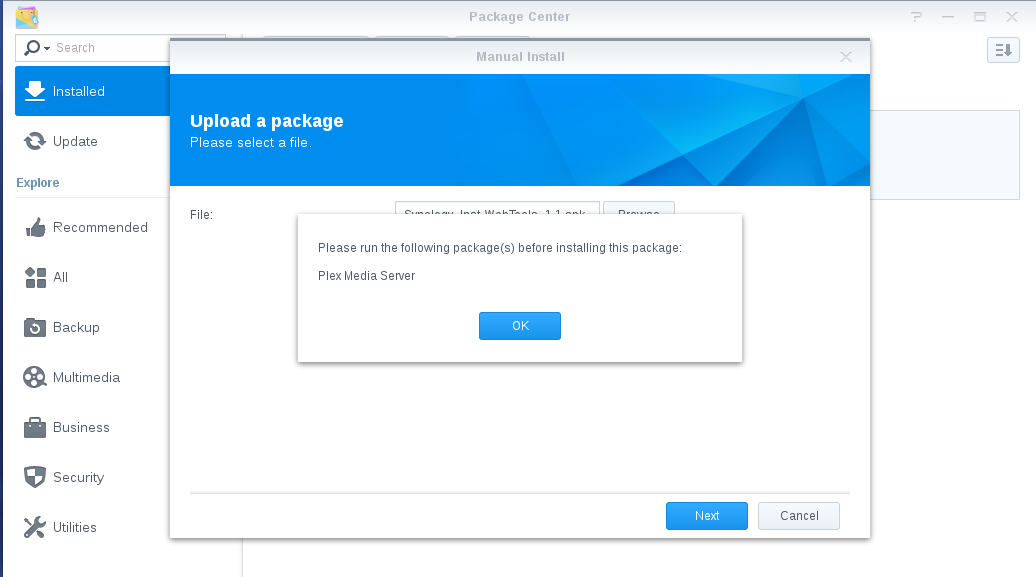 Package Center
Search
Manual Install
Installed
Upload a package
Please select a file.
Update
Explore
File:
Browse
Recommended
Please run the following package(s) before installing this package:
Plex Media Server
All
OK
Backup
Multimedia
Business
Security
Next
Cancel
Utilities